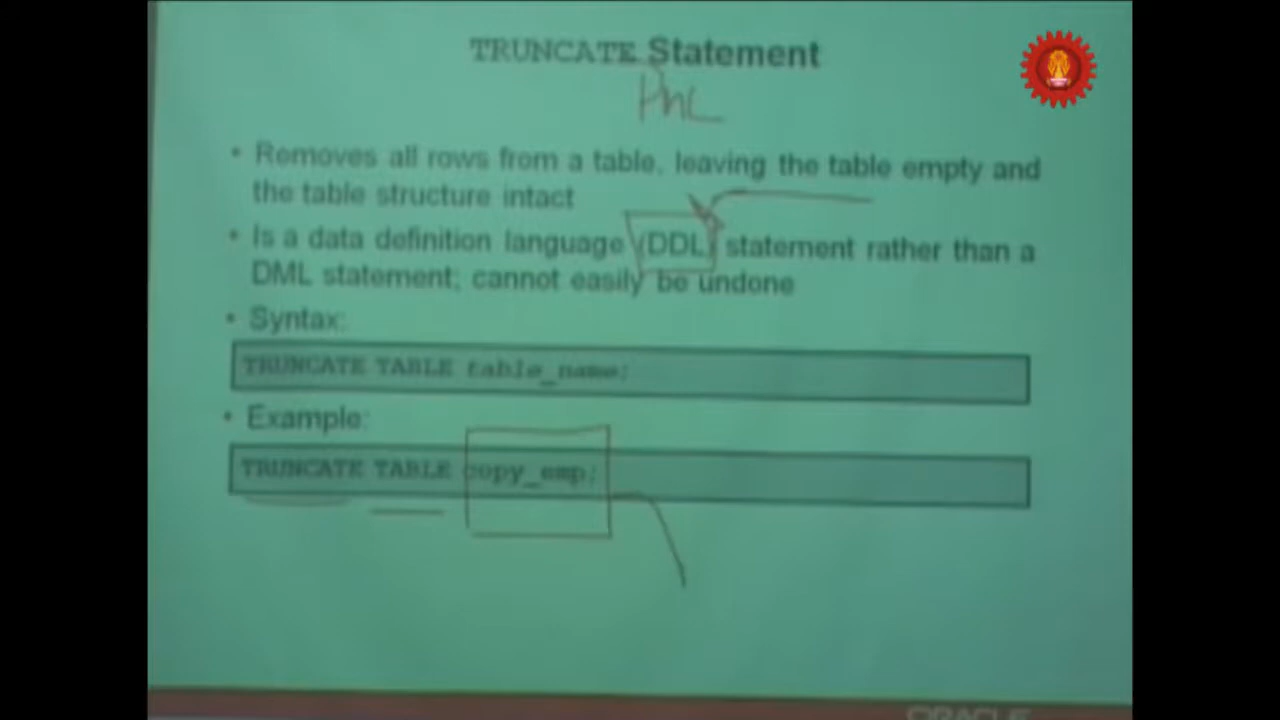 TRUNCATE Statement
• Removes all rows from a table, leaving the table empty and
the table structure intact
• Is a data definition language (DDL) statement rather than a
DML statement; cannot easily be undone
• Syntax:
TRUNCATE TABLE table_name;
• Example:
TRUNCATE TABLE copy_emp;
ORACLE